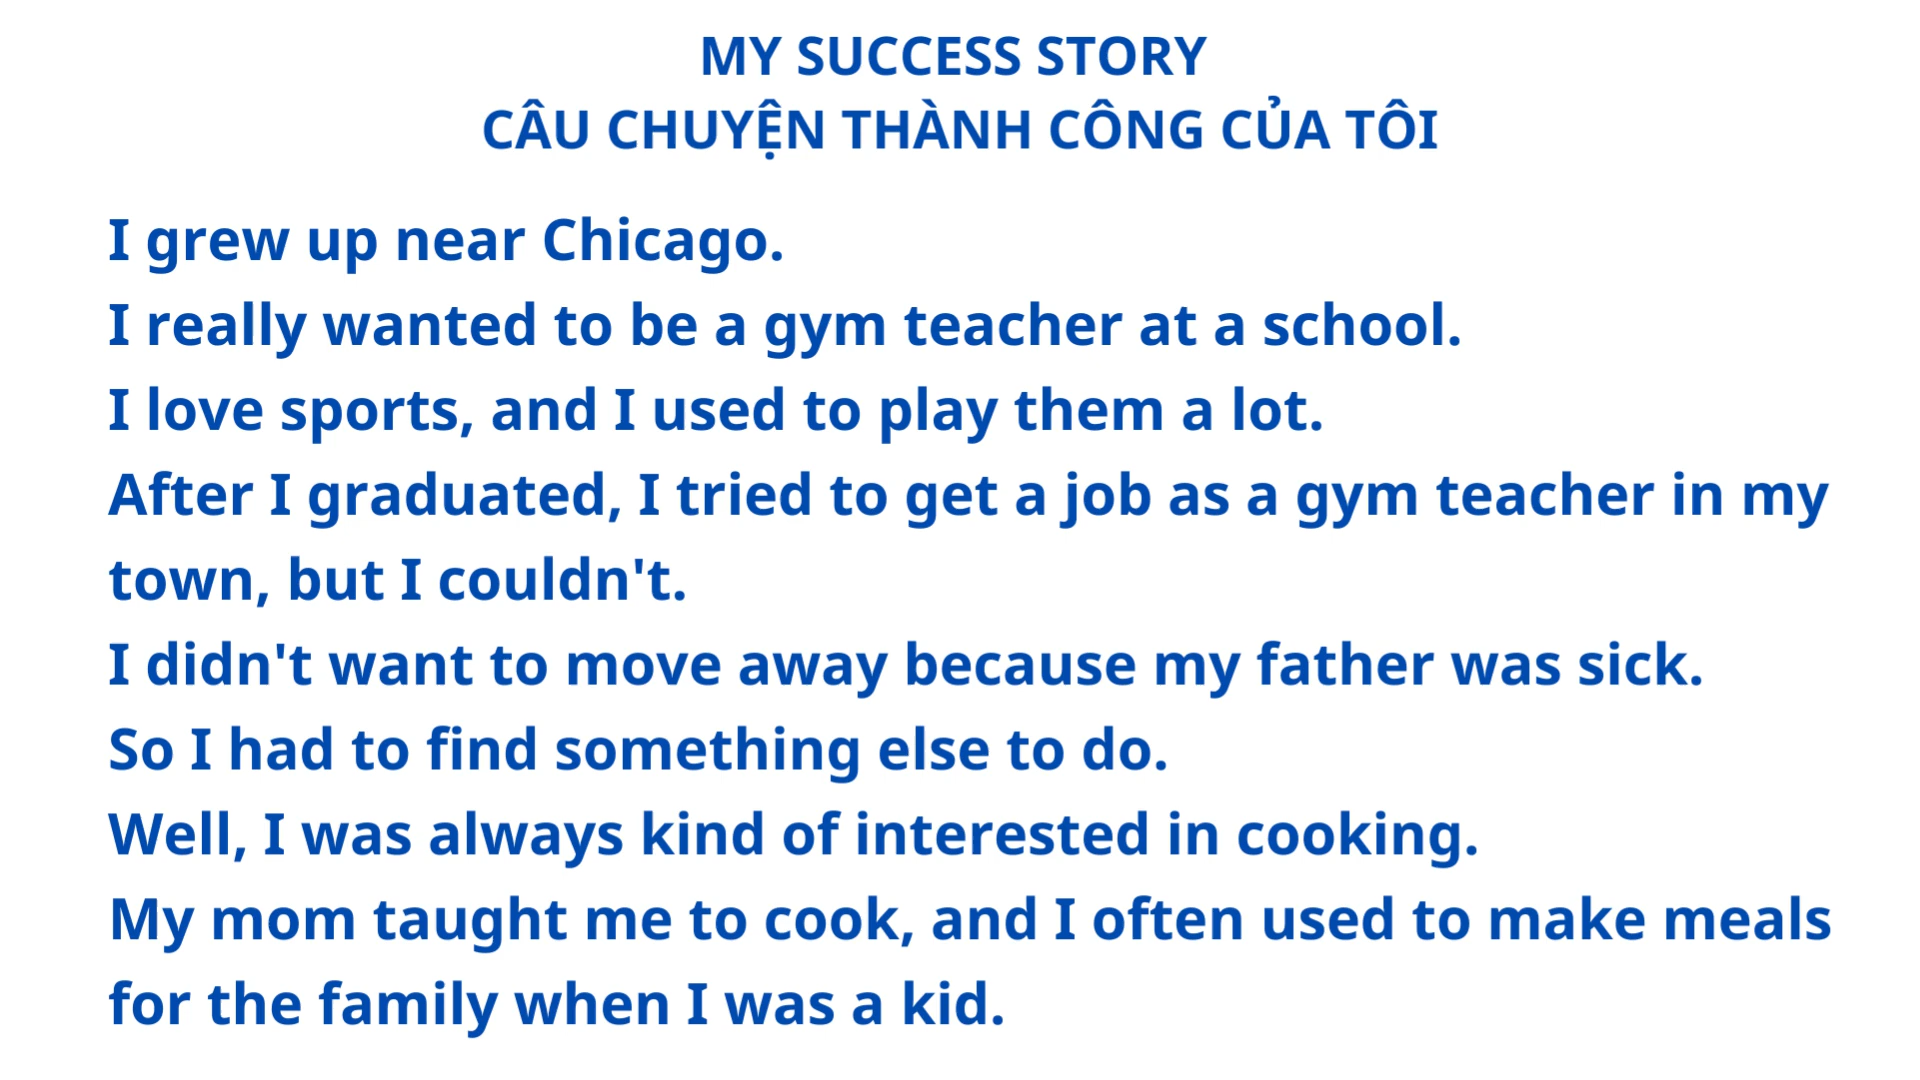 MY SUCCESS STORY
CÂU CHUYỆN THÀNH CÔNG CỦA TÔI
I grew up near Chicago.
I really wanted to be a gym teacher at a school.
I love sports, and I used to play them a lot.
After I graduated, I tried to get a job as a gym teacher in my
town, but I couldn't.
I didn't want to move away because my father was sick.
So I had to find something else to do.
Well, I was always kind of interested in cooking.
My mom taught me to cook, and I often used to make meals
for the family when I was a kid.